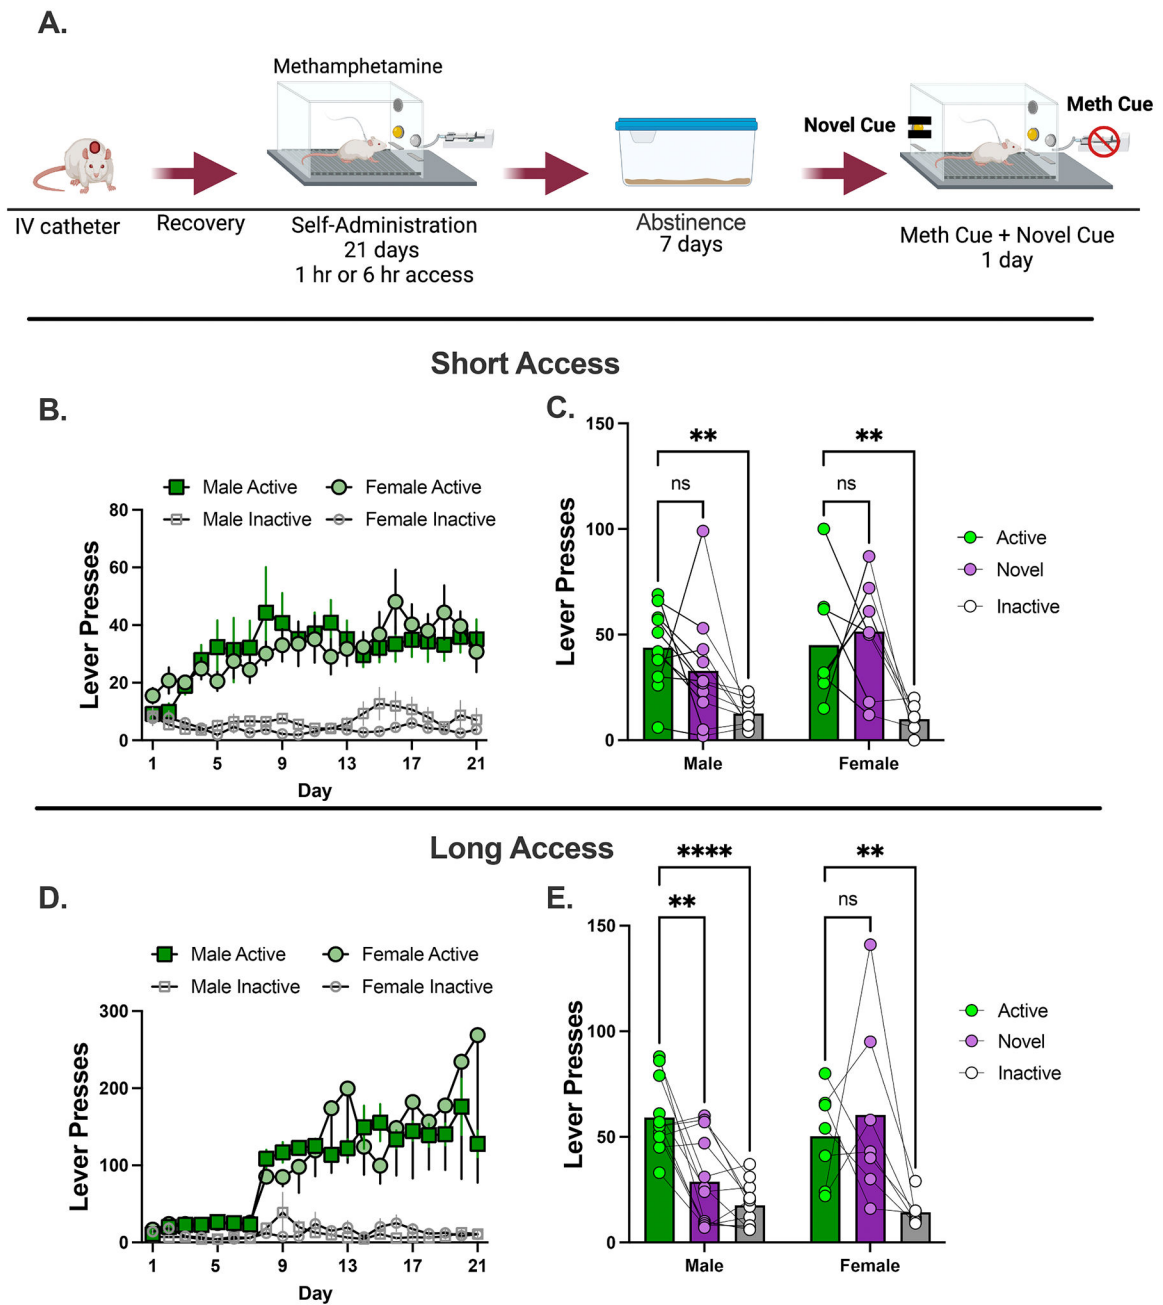 A.
Methamphetamine
Novel Cue
Meth Cue
IV catheter
Recovery
Self-Administration
21 days
1 hr or 6 hr access
Abstinence
7 days
Meth Cue + Novel Cue
1 day
Short Access
B.
Male Active
Female Active
Male Inactive
Female Inactive
Lever Presses
80
60
40
20
0
1
5
9
13
17
21
Day
C.
**
**
ns
ns
Lever Presses
150
100
50
0
Male
Female
Active
Novel
Inactive
Long Access
D.
Male Active
Female Active
Male Inactive
Female Inactive
Lever Presses
300
200
100
0
1
5
9
13
17
21
Day
E.
****
**
**
ns
Lever Presses
150
100
50
0
Male
Female
Active
Novel
Inactive